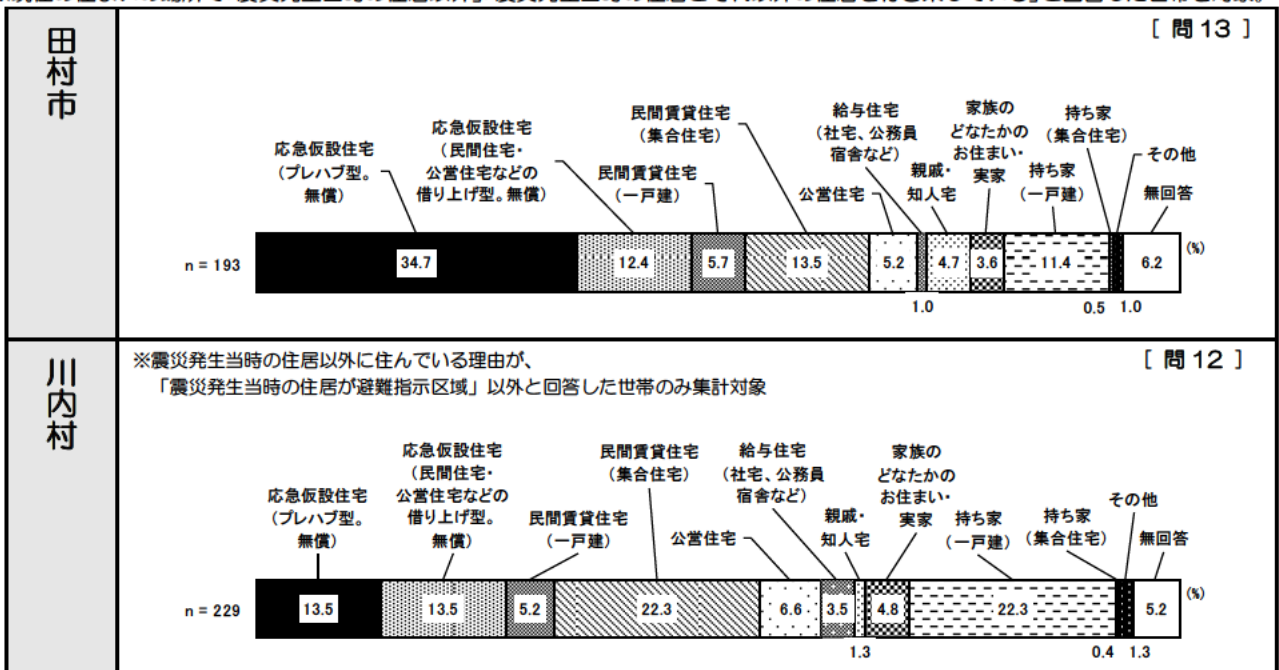 田村市
[ 問13 ]
応急仮設住宅
(プレハブ型。
無償)
応急仮設住宅
(民間住宅・
公営住宅などの
借り上げ型。無償)
民間賃貸住宅
(一戸建)
民間賃貸住宅
(集合住宅)
公営住宅
給与住宅
(社宅、公務員
宿舎など)
親戚・
知人宅
家族の
どなたかの
お住まい・
実家
持ち家
(一戸建)
持ち家
(集合住宅)
その他
無回答
n = 193
34.7
12.4
5.7
13.5
5.2
4.7
3.6
11.4
6.2
(%)
1.0
0.5
1.0
川内村
※震災発生当時の住居以外に住んでいる理由が、
「震災発生当時の住居が避難指示区域」以外と回答した世帯のみ集計対象
[ 問12 ]
応急仮設住宅
(プレハブ型。
無償)
応急仮設住宅
(民間住宅・
公営住宅などの
借り上げ型。
無償)
民間賃貸住宅
(一戸建)
民間賃貸住宅
(集合住宅)
公営住宅
給与住宅
(社宅、公務員
宿舎など)
親戚・
知人宅
家族の
どなたかの
お住まい・
実家
持ち家
(一戸建)
持ち家
(集合住宅)
その他
無回答
n = 229
13.5
13.5
5.2
22.3
6.6
3.5
4.8
22.3
5.2
(%)
1.3
0.4
1.3